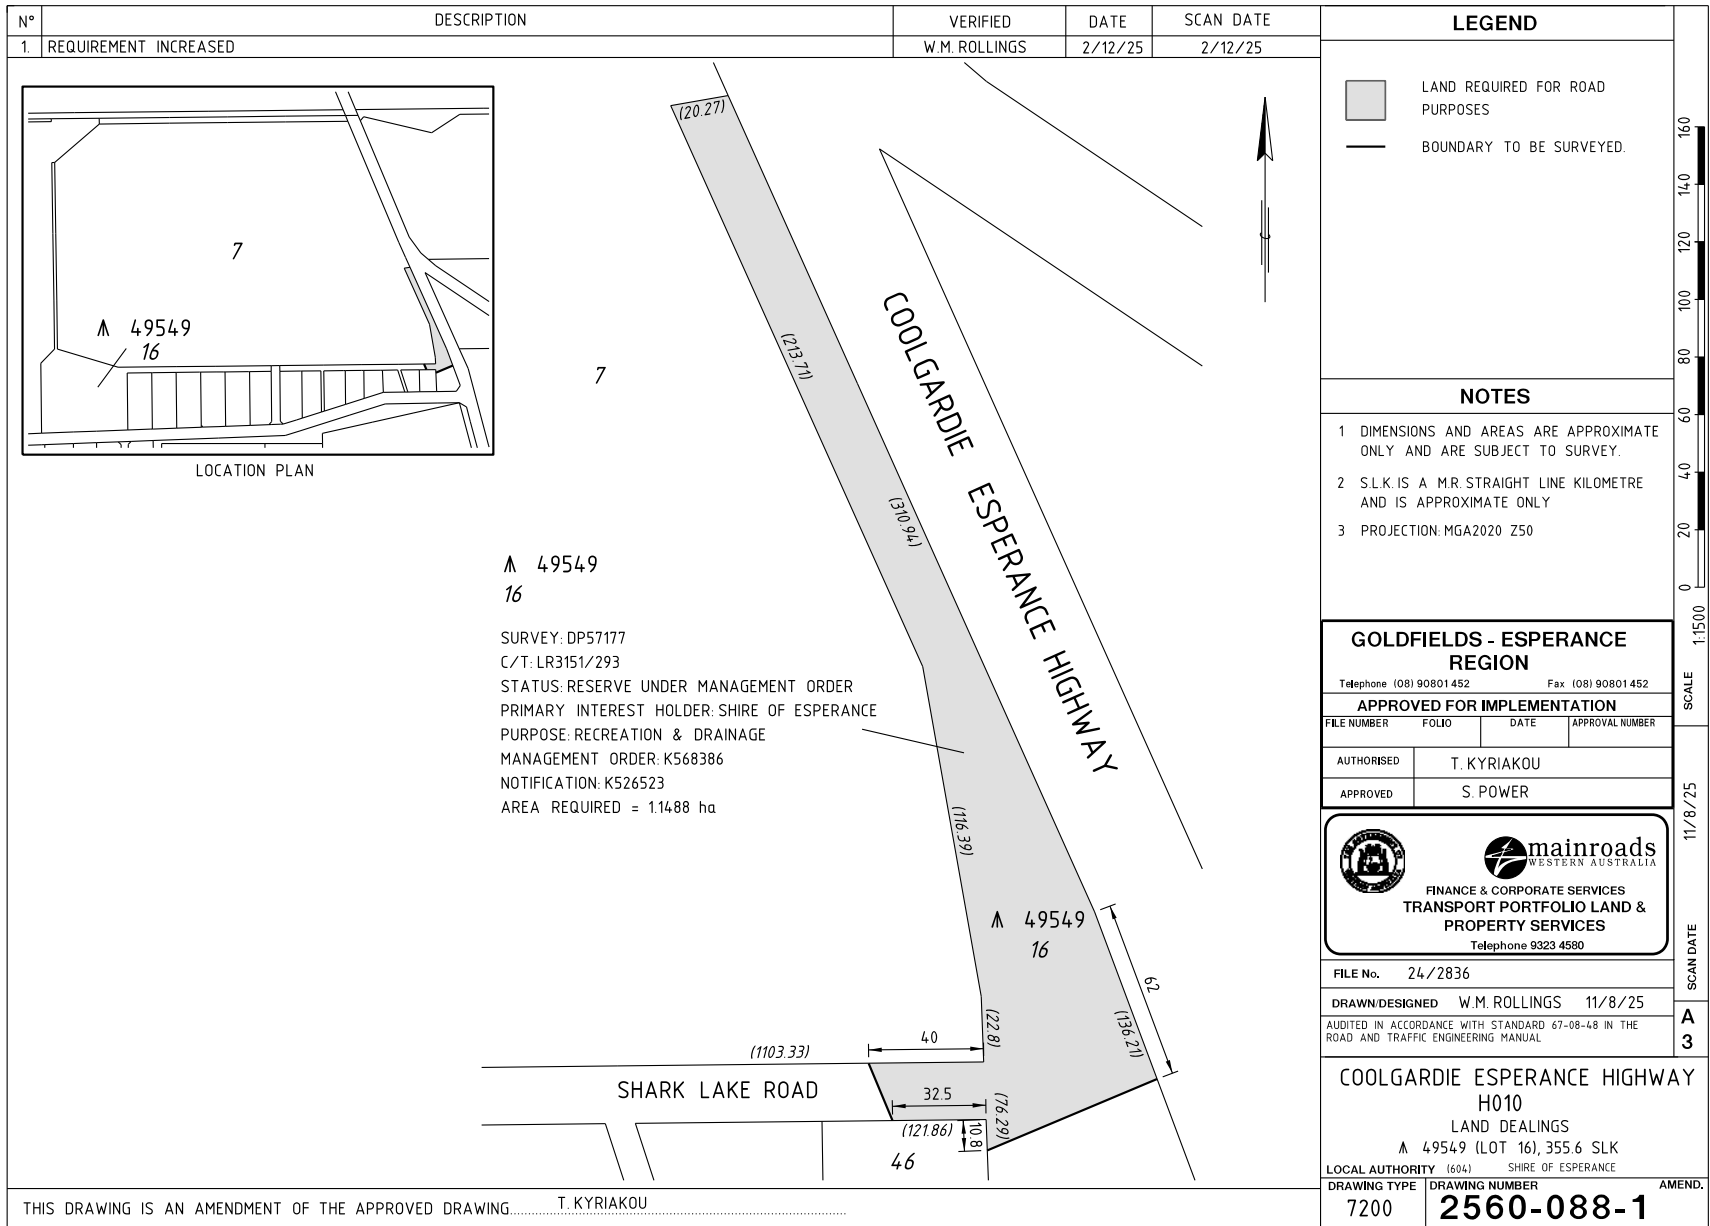 N° DESCRIPTION VERIFIED DATE SCAN DATE
1. REQUIREMENT INCREASED W.M. ROLLINGS 2/12/25 2/12/25
7
49549
16
LOCATION PLAN
(20.27)
(213.71)
7
(310.94)
COOLGARDIE ESPERANCE HIGHWAY
49549
16
SURVEY: DP57177
C/T: LR3151/293
STATUS: RESERVE UNDER MANAGEMENT ORDER
PRIMARY INTEREST HOLDER: SHIRE OF ESPERANCE
PURPOSE: RECREATION & DRAINAGE
MANAGEMENT ORDER: K568386
NOTIFICATION: K526523
AREA REQUIRED = 1.1488 ha
(116.39)
49549
16
62
(136.21)
(22.8)
40
(1103.33)
SHARK LAKE ROAD
32.5
(76.29)
(121.86)
10.8
46
THIS DRAWING IS AN AMENDMENT OF THE APPROVED DRAWING T. KYRIAKOU
LEGEND
LAND REQUIRED FOR ROAD
PURPOSES
BOUNDARY TO BE SURVEYED.
NOTES
1 DIMENSIONS AND AREAS ARE APPROXIMATE
ONLY AND ARE SUBJECT TO SURVEY.
2 S.L.K. IS A M.R. STRAIGHT LINE KILOMETRE
AND IS APPROXIMATE ONLY
3 PROJECTION: MGA2020 Z50
GOLDFIELDS - ESPERANCE
REGION
Telephone (08) 90801 452 Fax (08) 90801 452
APPROVED FOR IMPLEMENTATION
FILE NUMBER FOLIO DATE APPROVAL NUMBER
AUTHORISED T. KYRIAKOU
APPROVED S. POWER
mainroads
WESTERN AUSTRALIA
FINANCE & CORPORATE SERVICES
TRANSPORT PORTFOLIO LAND &
PROPERTY SERVICES
Telephone 9323 4580
FILE No. 24/2836
DRAWN/DESIGNED W.M. ROLLINGS 11/8/25
AUDITED IN ACCORDANCE WITH STANDARD 67-08-48 IN THE
ROAD AND TRAFFIC ENGINEERING MANUAL
COOLGARDIE ESPERANCE HIGHWAY
H010
LAND DEALINGS
49549 (LOT 16), 355.6 SLK
LOCAL AUTHORITY (604) SHIRE OF ESPERANCE
DRAWING TYPE DRAWING NUMBER AMEND.
7200 2560-088-1
0 20 40 60 80 100 120 140 160
SCALE 1:1500
SCAN DATE 11/8/25
A
3